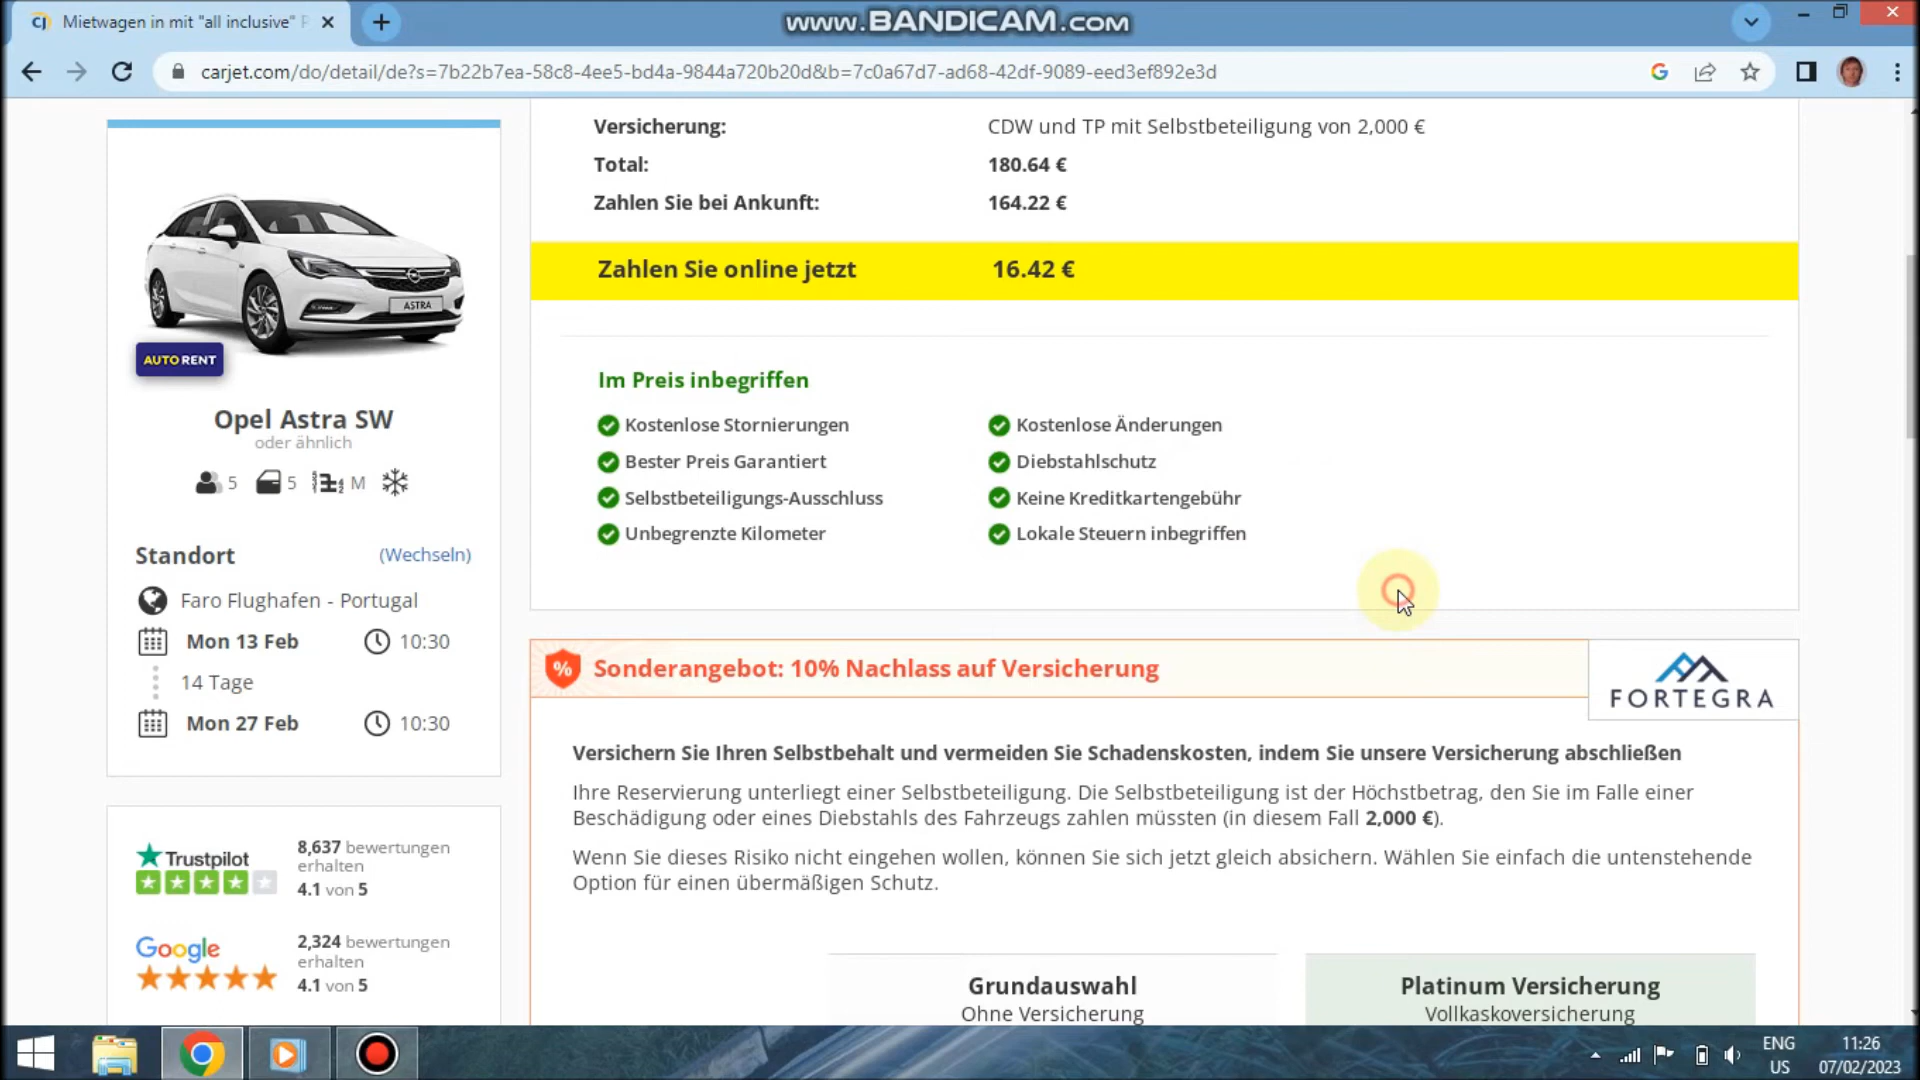 Mietwagen in mit "all inclusive"
www.BANDICAM.com
carjet.com/do/detail/de?s=7b22b7ea-58c8-4ee5-bd4a-9844a720b20d&b=7c0a67d7-ad68-42df-9089-eed3ef892e3d
Versicherung: CDW und TP mit Selbstbeteiligung von 2,000 €
Total: 180.64 €
Zahlen Sie bei Ankunft: 164.22 €
Zahlen Sie online jetzt 16.42 €
Im Preis inbegriffen
Kostenlose Stornierungen Kostenlose Änderungen
Bester Preis Garantiert Diebstahlschutz
Selbstbeteiligungs-Ausschluss Keine Kreditkartengebühr
Unbegrenzte Kilometer Lokale Steuern inbegriffen
ASTRA
AUTO RENT
Opel Astra SW
oder ähnlich
5 5 M
Standort (Wechseln)
Faro Flughafen - Portugal
Mon 13 Feb 10:30
14 Tage
Mon 27 Feb 10:30
Trustpilot
8,637 bewertungen
erhalten
4.1 von 5
Google
2,324 bewertungen
erhalten
4.1 von 5
% Sonderangebot: 10% Nachlass auf Versicherung
FORTEGRA
Versichern Sie Ihren Selbstbehalt und vermeiden Sie Schadenskosten, indem Sie unsere Versicherung abschließen
Ihre Reservierung unterliegt einer Selbstbeteiligung. Die Selbstbeteiligung ist der Höchstbetrag, den Sie im Falle einer
Beschädigung oder eines Diebstahls des Fahrzeugs zahlen müssten (in diesem Fall 2,000 €).
Wenn Sie dieses Risiko nicht eingehen wollen, können Sie sich jetzt gleich absichern. Wählen Sie einfach die untenstehende
Option für einen übermäßigen Schutz.
Grundauswahl
Ohne Versicherung
Platinum Versicherung
Vollkaskoversicherung
ENG
US
11:26
07/02/2023